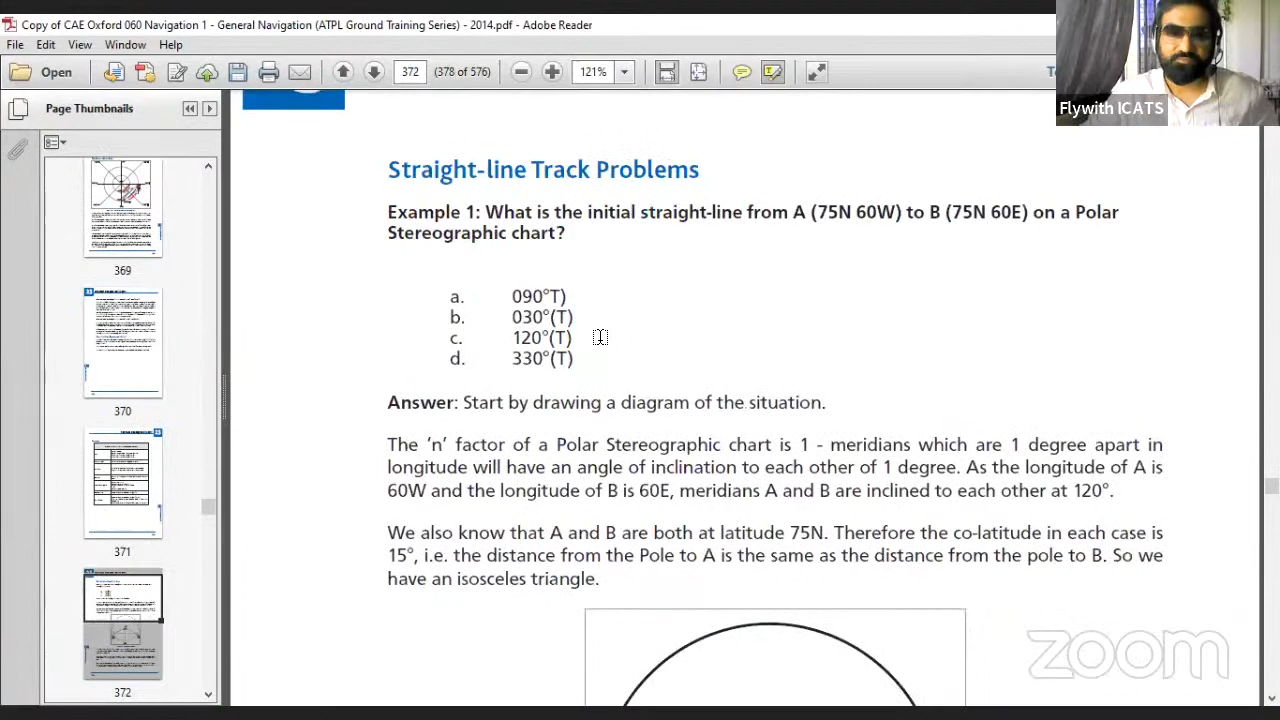 Copy of CAE Oxford 060 Navigation 1 - General Navigation (ATPL Ground Training Series) - 2014.pdf - Adobe Reader
File Edit View Window Help
Open 372 (378 of 576) 121%
Flywith ICATS
Page Thumbnails
369
370
371
372
Straight-line Track Problems
Example 1: What is the initial straight-line from A (75N 60W) to B (75N 60E) on a Polar
Stereographic chart?
a. 090°T)
b. 030°(T)
c. 120°(T)
d. 330°(T)
Answer: Start by drawing a diagram of the situation.
The ‘n’ factor of a Polar Stereographic chart is 1 - meridians which are 1 degree apart in
longitude will have an angle of inclination to each other of 1 degree. As the longitude of A is
60W and the longitude of B is 60E, meridians A and B are inclined to each other at 120°.
We also know that A and B are both at latitude 75N. Therefore the co-latitude in each case is
15°, i.e. the distance from the Pole to A is the same as the distance from the pole to B. So we
have an isosceles triangle.
zoom